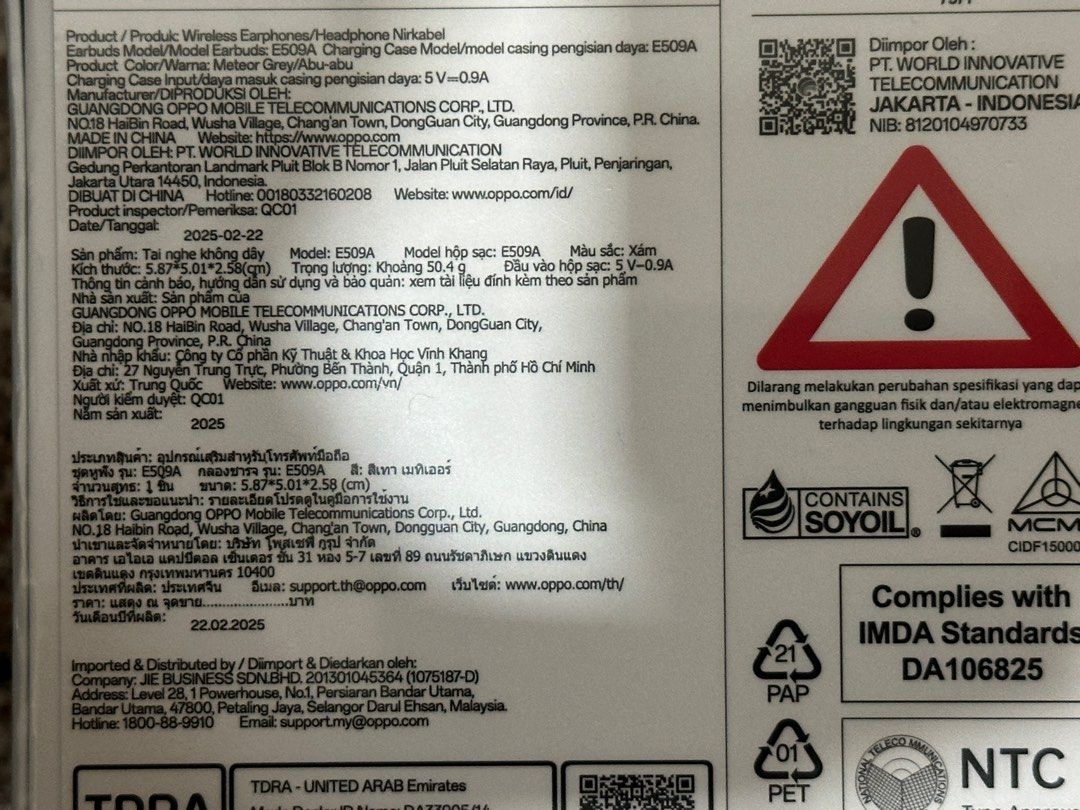 Product / Produk: Wireless Earphones/Headphone Nirkabel
Earbuds Model/Model Earbuds: E509A Charging Case Model/model casing pengisian daya: E509A
Product Color/Warna: Meteor Grey/Abu-abu
Charging Case Input/daya masuk casing pengisian daya: 5 V⎓0.9A
Manufacturer/DIPRODUKSI OLEH:
GUANGDONG OPPO MOBILE TELECOMMUNICATIONS CORP., LTD.
NO.18 HaiBin Road, Wusha Village, Chang'an Town, DongGuan City, Guangdong Province, P.R. China.
MADE IN CHINA Website: https://www.oppo.com
DIIMPOR OLEH: PT. WORLD INNOVATIVE TELECOMMUNICATION
Gedung Perkantoran Landmark Pluit Blok B Nomor 1, Jalan Pluit Selatan Raya, Pluit, Penjaringan,
Jakarta Utara 14450, Indonesia.
DIBUAT DI CHINA Hotline: 00180332160208 Website: www.oppo.com/id/
Product inspector/Pemeriksa: QC01
Date/Tanggal:
2025-02-22
Sản phẩm: Tai nghe không dây Model: E509A Model hộp sạc: E509A Màu sắc: Xám
Kích thước: 5.87*5.01*2.58(cm) Trọng lượng: Khoảng 50.4 g Đầu vào hộp sạc: 5 V⎓0.9A
Thông tin cảnh báo, hướng dẫn sử dụng và bảo quản: xem tài liệu đính kèm theo sản phẩm
Nhà sản xuất: Sản phẩm của
GUANGDONG OPPO MOBILE TELECOMMUNICATIONS CORP., LTD.
Địa chỉ: NO.18 HaiBin Road, Wusha Village, Chang'an Town, DongGuan City,
Guangdong Province, P.R. China
Nhà nhập khẩu: Công ty Cổ phần Kỹ Thuật & Khoa Học Vĩnh Khang
Địa chỉ: 27 Nguyễn Trung Trực, Phường Bến Thành, Quận 1, Thành phố Hồ Chí Minh
Xuất xứ: Trung Quốc Website: www.oppo.com/vn/
Người kiểm duyệt: QC01
Năm sản xuất:
2025
ประเภทสินค้า: อุปกรณ์เสริมสำหรับโทรศัพท์มือถือ
ชุดหูฟัง รุ่น: E509A กล่องชาร์จ รุ่น: E509A สี: สีเทา เมทิเออร์
จำนวนสุทธิ: 1 ชิ้น ขนาด: 5.87*5.01*2.58 (cm)
วิธีการใช้และข้อแนะนำ: รายละเอียดโปรดดูในคู่มือการใช้งาน
ผลิตโดย: Guangdong OPPO Mobile Telecommunications Corp., Ltd.
NO.18 Haibin Road, Wusha Village, Chang'an Town, Dongguan City, Guangdong, China
นำเข้าและจัดจำหน่ายโดย: บริษัท โพสเซฟี่ กรุ๊ป จำกัด
อาคาร เอไอเอ แคปปิตอล เซ็นเตอร์ ชั้น 31 ห้อง 5-7 เลขที่ 89 ถนนรัชดาภิเษก แขวงดินแดง
เขตดินแดง กรุงเทพมหานคร 10400
ประเทศที่ผลิต: ประเทศจีน อีเมล: support.th@oppo.com เว็บไซต์: www.oppo.com/th/
ราคา: แสดง ณ จุดขาย......................บาท
วันเดือนปีที่ผลิต:
22.02.2025
Imported & Distributed by / Diimport & Diedarkan oleh:
Company: JIE BUSINESS SDN.BHD. 201301045364 (1075187-D)
Address: Level 28, 1 Powerhouse, No.1, Persiaran Bandar Utama,
Bandar Utama, 47800, Petaling Jaya, Selangor Darul Ehsan, Malaysia.
Hotline: 1800-88-9910 Email: support.my@oppo.com
TDRA
TDRA - UNITED ARAB Emirates
Diimpor Oleh :
PT. WORLD INNOVATIVE
TELECOMMUNICATION
JAKARTA - INDONESIA
NIB: 8120104970733
Dilarang melakukan perubahan spesifikasi yang dap
menimbulkan gangguan fisik dan/atau elektromagne
terhadap lingkungan sekitarnya
CONTAINS
SOYOIL®
MCM
CIDF15000
21
PAP
01
PET
Complies with
IMDA Standards
DA106825
NATIONAL TELECOMMUNICATIONS
NTC